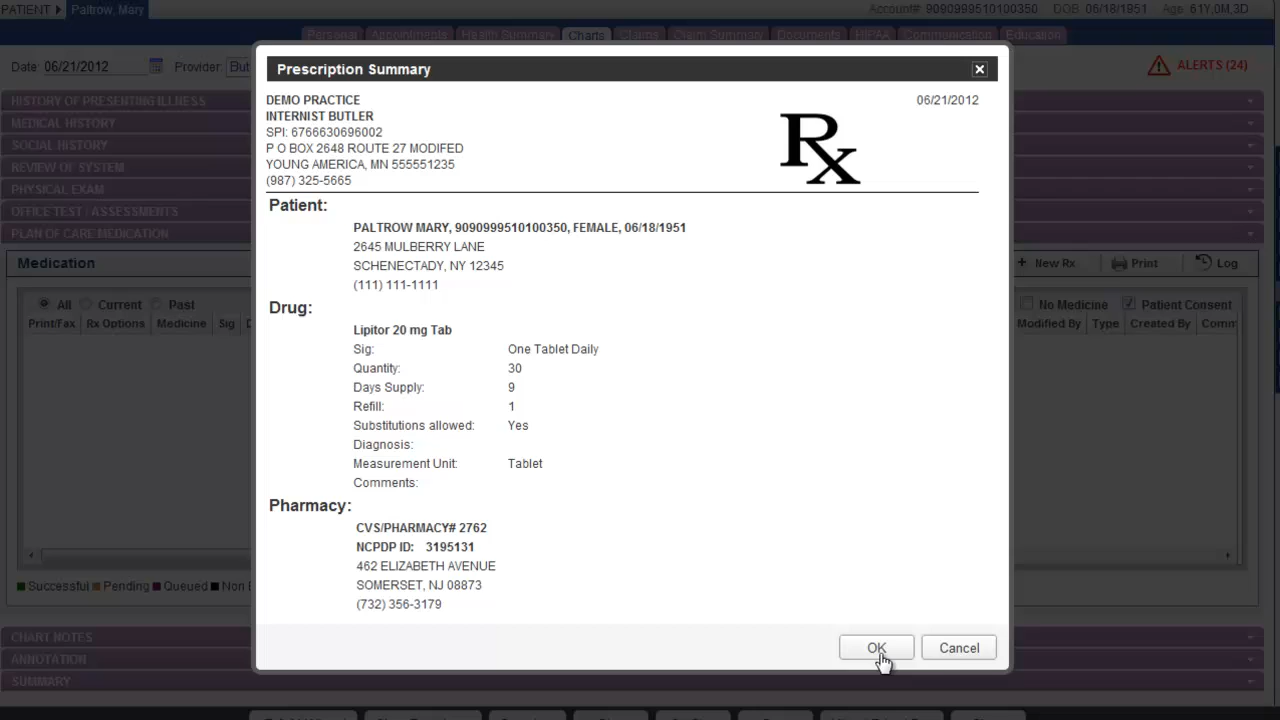 PATIENT Paltrow, Mary Account#: 9090999510100350 DOB: 06/18/1951 Age: 61Y,0M,3D
Personal Appointments Health Summary Charts Claims Claim Summary Documents HIPAA Communication Education
Date: 06/21/2012 Provider: But
ALERTS (24)
HISTORY OF PRESENTING ILLNESS
MEDICAL HISTORY
SOCIAL HISTORY
REVIEW OF SYSTEM
PHYSICAL EXAM
OFFICE TEST / ASSESSMENTS
PLAN OF CARE MEDICATION
Medication
+ New Rx Print Log
All Current Past
No Medicine Patient Consent
Print/Fax Rx Options Medicine Sig D
Modified By Type Created By Comm
Successful Pending Queued Non E
CHART NOTES
ANNOTATION
SUMMARY
Prescription Summary
DEMO PRACTICE
06/21/2012
INTERNIST BUTLER
SPI: 6766630696002
P O BOX 2648 ROUTE 27 MODIFED
YOUNG AMERICA, MN 555551235
(987) 325-5665
Rx
Patient:
PALTROW MARY, 9090999510100350, FEMALE, 06/18/1951
2645 MULBERRY LANE
SCHENECTADY, NY 12345
(111) 111-1111
Drug:
Lipitor 20 mg Tab
Sig: One Tablet Daily
Quantity: 30
Days Supply: 9
Refill: 1
Substitutions allowed: Yes
Diagnosis:
Measurement Unit: Tablet
Comments:
Pharmacy:
CVS/PHARMACY# 2762
NCPDP ID: 3195131
462 ELIZABETH AVENUE
SOMERSET, NJ 08873
(732) 356-3179
OK Cancel